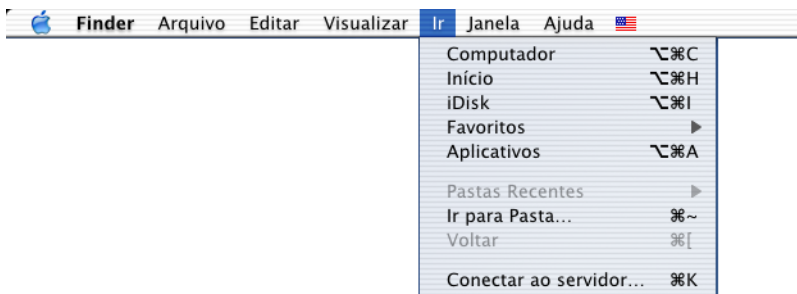 Finder Arquivo Editar Visualizar Ir Janela Ajuda
Computador ⌥⌘C
Início ⌥⌘H
iDisk ⌥⌘I
Favoritos ▶
Aplicativos ⌥⌘A
Pastas Recentes ▶
Ir para Pasta... ⌘~
Voltar ⌘[
Conectar ao servidor... ⌘K